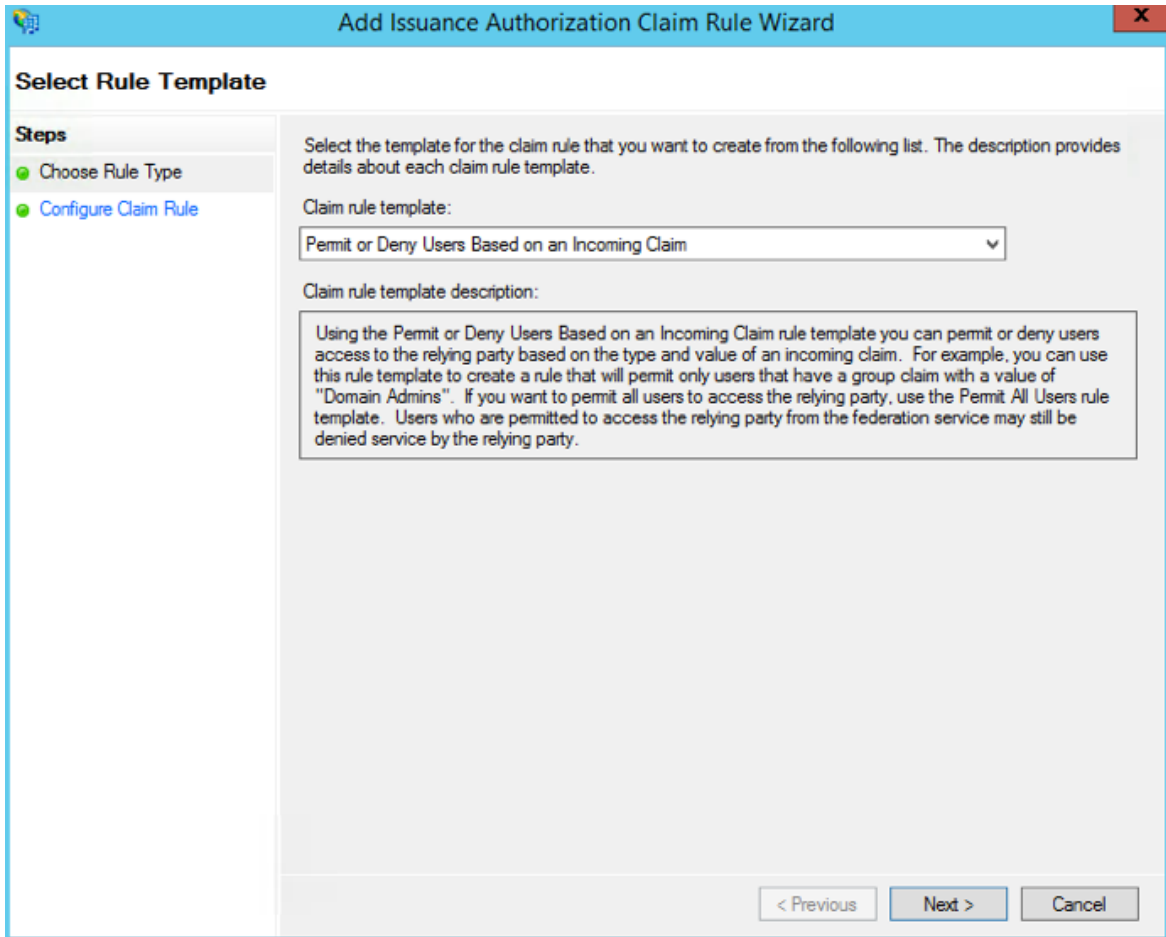 Add Issuance Authorization Claim Rule Wizard
x
Select Rule Template
Steps
Choose Rule Type
Configure Claim Rule
Select the template for the claim rule that you want to create from the following list. The description provides
details about each claim rule template.
Claim rule template:
Permit or Deny Users Based on an Incoming Claim
Claim rule template description:
Using the Permit or Deny Users Based on an Incoming Claim rule template you can permit or deny users
access to the relying party based on the type and value of an incoming claim. For example, you can use
this rule template to create a rule that will permit only users that have a group claim with a value of
"Domain Admins". If you want to permit all users to access the relying party, use the Permit All Users rule
template. Users who are permitted to access the relying party from the federation service may still be
denied service by the relying party.
< Previous
Next >
Cancel